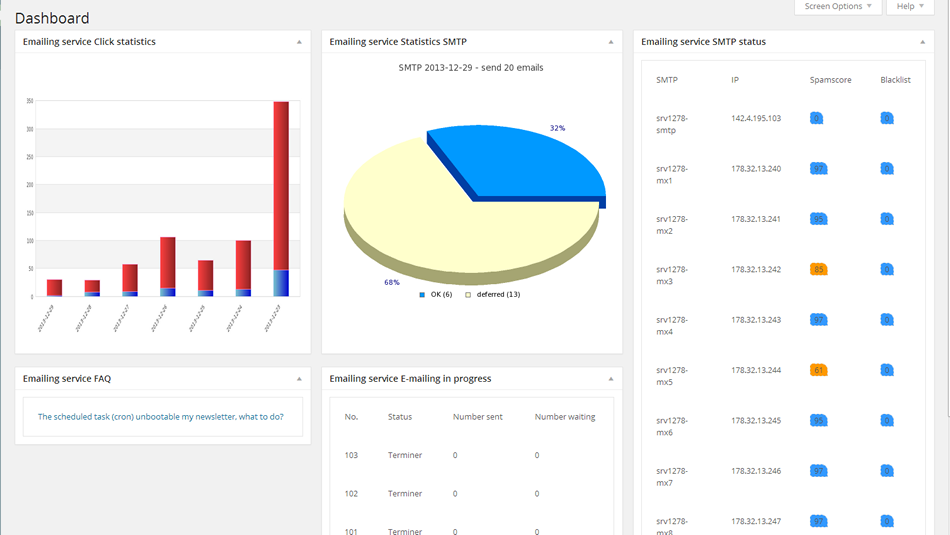 Screen Options
Help
Dashboard
Emailing service Click statistics
350
300
250
200
150
100
50
0
2013-12-29
2013-12-28
2013-12-27
2013-12-26
2013-12-25
2013-12-24
2013-12-23
Emailing service Statistics SMTP
SMTP 2013-12-29 - send 20 emails
32%
68%
OK (6)
deferred (13)
Emailing service SMTP status
SMTP IP Spamscore Blacklist
srv1278-
smtp
142.4.195.103 0 0
srv1278-
mx1
178.32.13.240 97 0
srv1278-
mx2
178.32.13.241 95 0
srv1278-
mx3
178.32.13.242 85 0
srv1278-
mx4
178.32.13.243 97 0
srv1278-
mx5
178.32.13.244 61 0
srv1278-
mx6
178.32.13.245 95 0
srv1278-
mx7
178.32.13.246 97 0
srv1278-
mx8
178.32.13.247 97 0
Emailing service FAQ
The scheduled task (cron) unbootable my newsletter, what to do?
Emailing service E-mailing in progress
No. Status Number sent Number waiting
103 Terminer 0 0
102 Terminer 0 0
101 Terminer 0 0